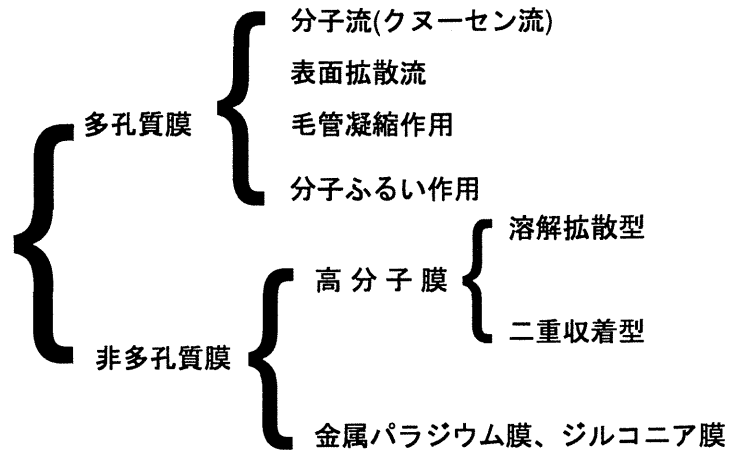 分子流(クヌーセン流)
表面拡散流
多孔質膜
毛管凝縮作用
分子ふるい作用
溶解拡散型
高分子膜
二重収着型
非多孔質膜
金属パラジウム膜、ジルコニア膜